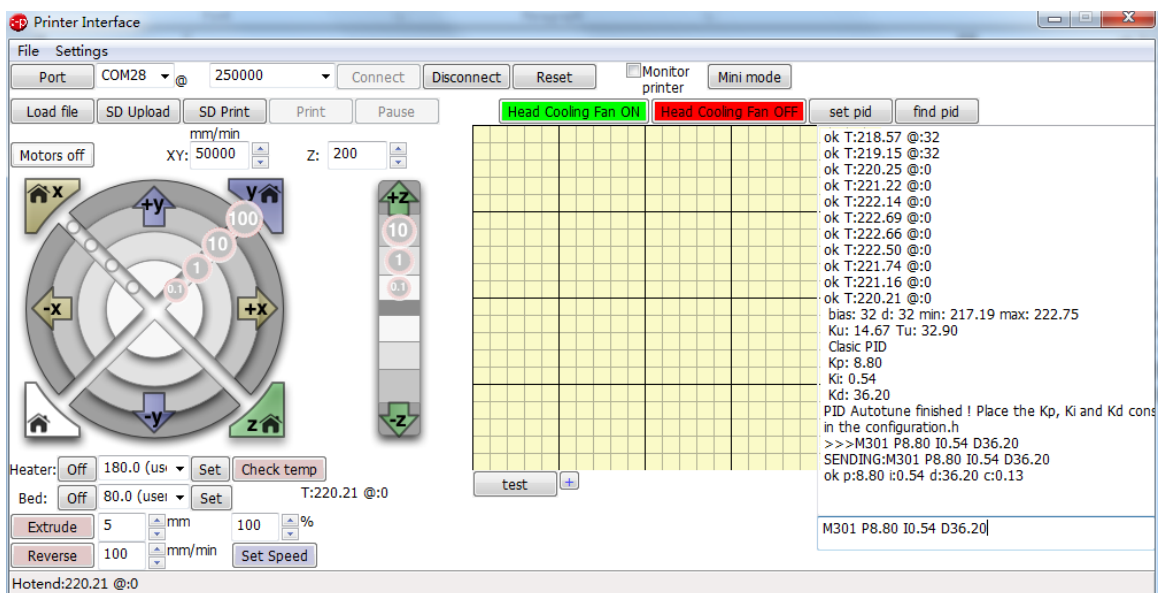 Printer Interface
File Settings
Port COM28 @ 250000 Connect Disconnect Reset Monitor printer Mini mode
Load file SD Upload SD Print Print Pause Head Cooling Fan ON Head Cooling Fan OFF set pid find pid
mm/min
Motors off XY: 50000 Z: 200
x y
+y
100
10
1
0.1
-x +x
-y
z
+z
10
1
0.1
-z
Heater: Off 180.0 (use Set Check temp
Bed: Off 80.0 (user Set T:220.21 @:0
Extrude 5 mm 100 %
Reverse 100 mm/min Set Speed
test +
ok T:218.57 @:32
ok T:219.15 @:32
ok T:220.25 @:0
ok T:221.22 @:0
ok T:222.14 @:0
ok T:222.69 @:0
ok T:222.66 @:0
ok T:222.50 @:0
ok T:221.74 @:0
ok T:221.16 @:0
ok T:220.21 @:0
bias: 32 d: 32 min: 217.19 max: 222.75
Ku: 14.67 Tu: 32.90
Clasic PID
Kp: 8.80
Ki: 0.54
Kd: 36.20
PID Autotune finished ! Place the Kp, Ki and Kd cons
in the configuration.h
>>>M301 P8.80 I0.54 D36.20
SENDING:M301 P8.80 I0.54 D36.20
ok p:8.80 i:0.54 d:36.20 c:0.13
M301 P8.80 I0.54 D36.20
Hotend:220.21 @:0